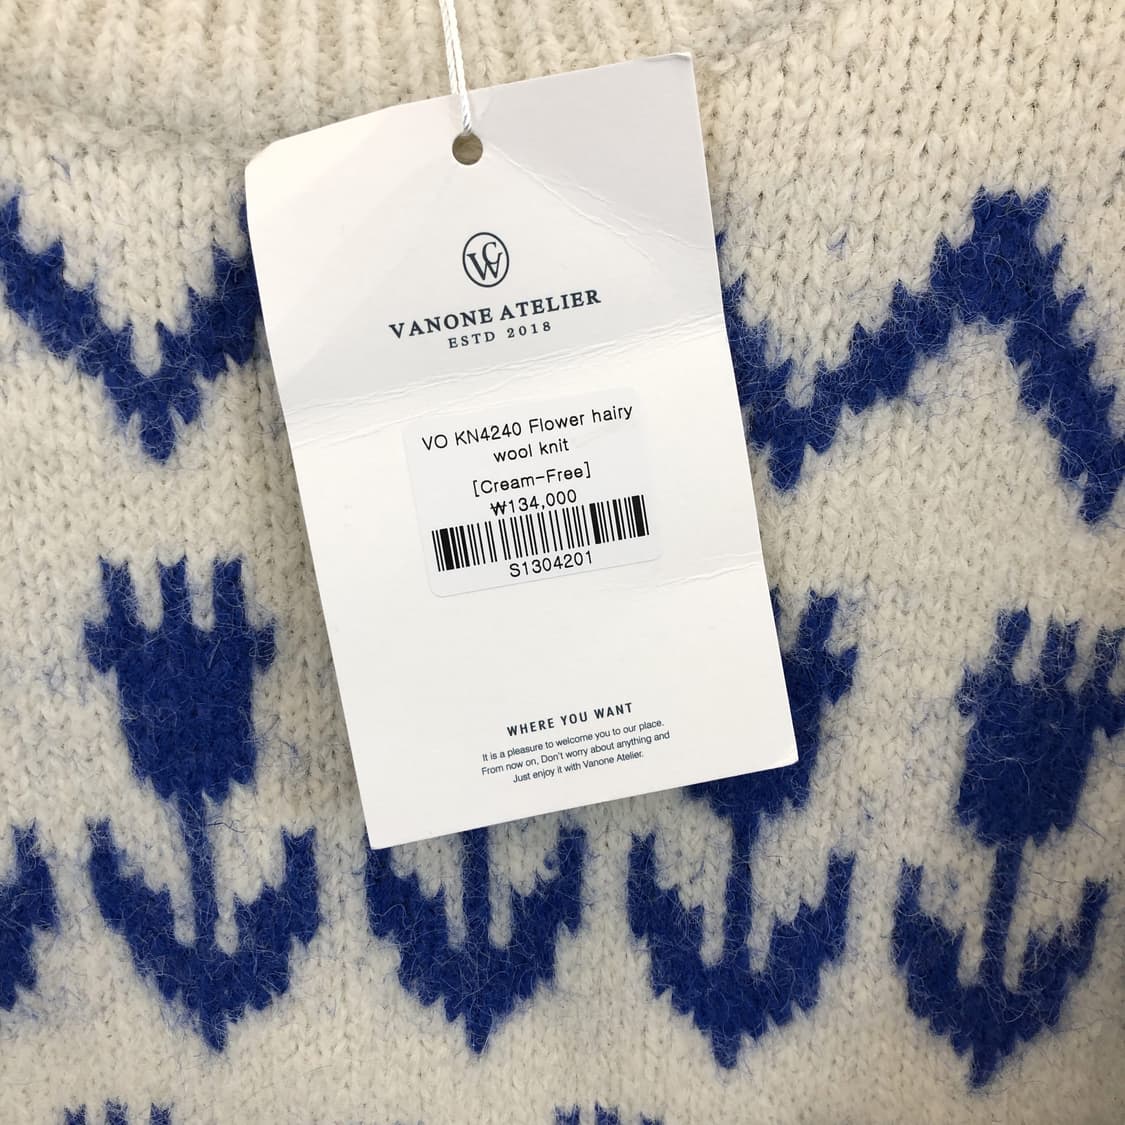 VANONE ATELIER
ESTD 2018
VO KN4240 Flower hairy
wool knit
[Cream-Free]
₩134,000
S1304201
WHERE YOU WANT
It is a pleasure to welcome you to our place.
From now on, Don't worry about anything and
Just enjoy it with Vanone Atelier.